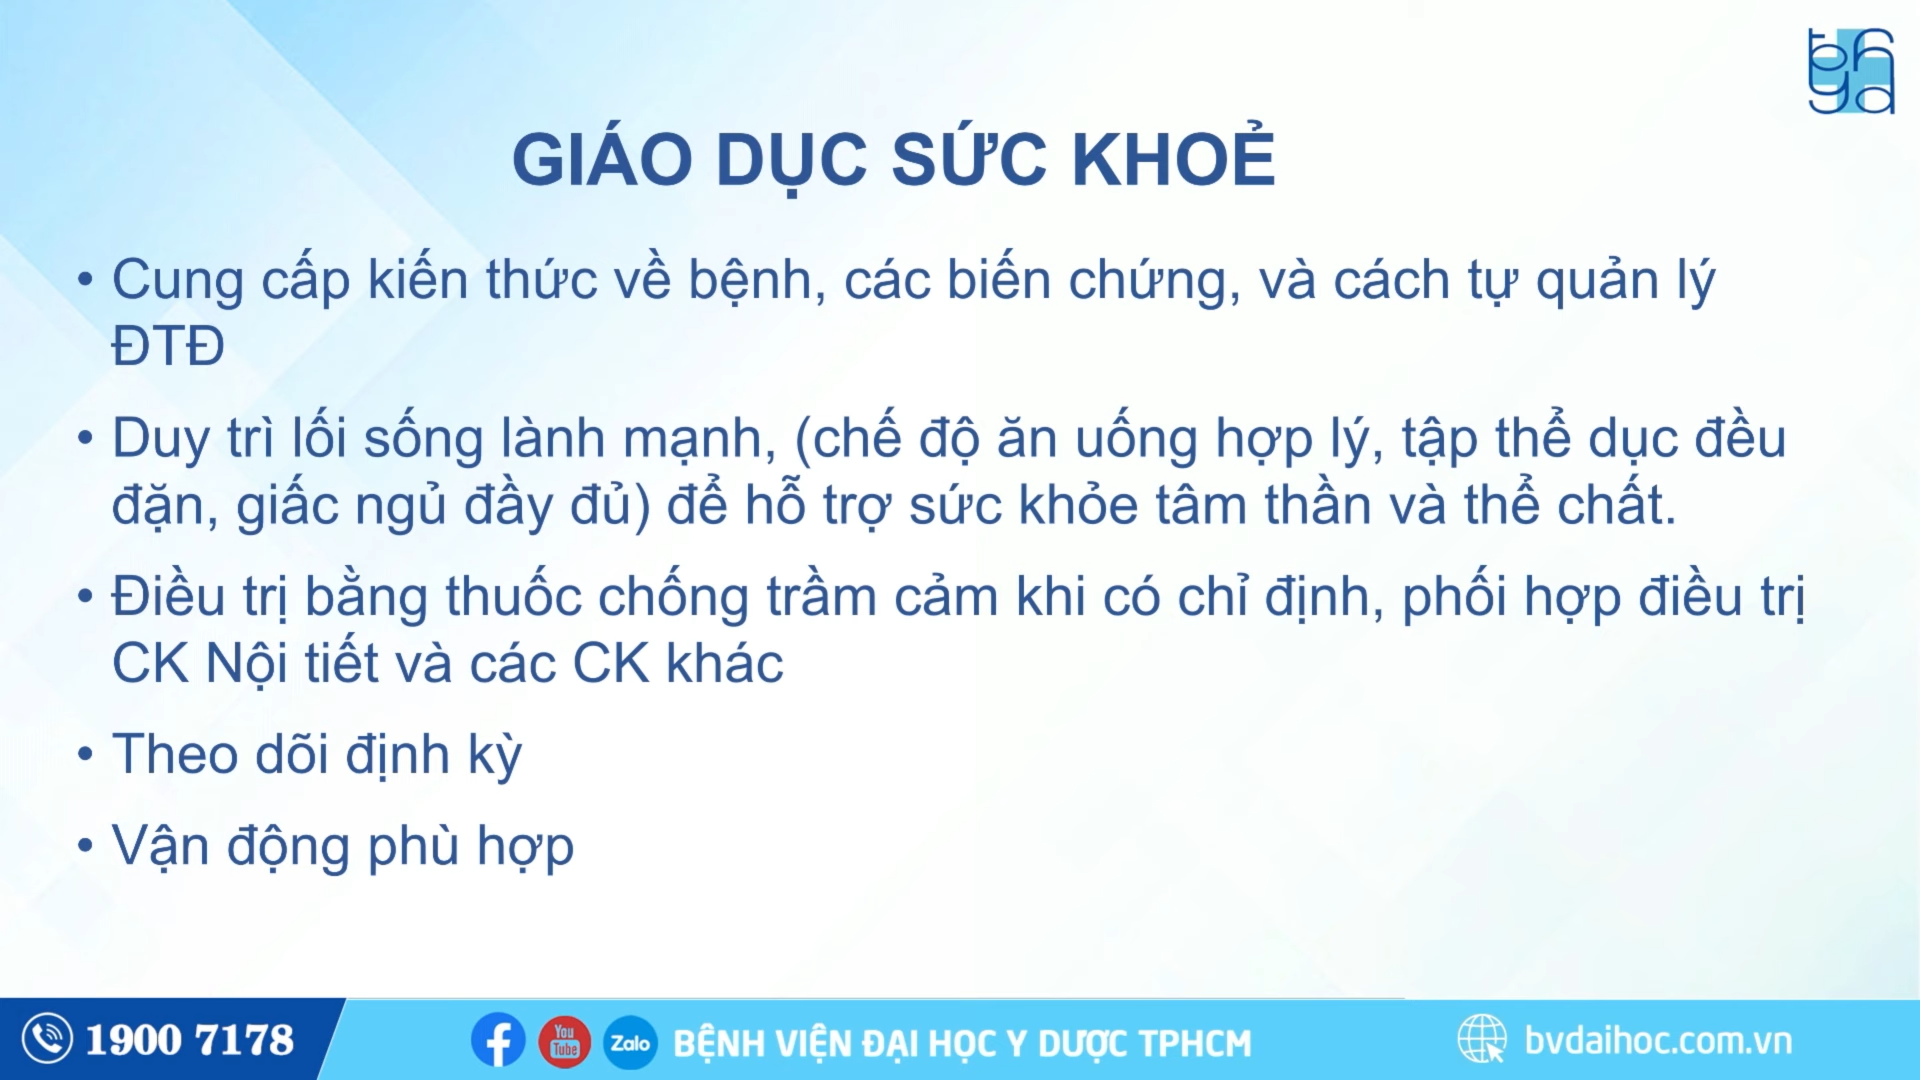 GIÁO DỤC SỨC KHOẺ
• Cung cấp kiến thức về bệnh, các biến chứng, và cách tự quản lý
ĐTĐ
• Duy trì lối sống lành mạnh, (chế độ ăn uống hợp lý, tập thể dục đều
đặn, giấc ngủ đầy đủ) để hỗ trợ sức khỏe tâm thần và thể chất.
• Điều trị bằng thuốc chống trầm cảm khi có chỉ định, phối hợp điều trị
CK Nội tiết và các CK khác
• Theo dõi định kỳ
• Vận động phù hợp
1900 7178
You
Tube
Zalo
BỆNH VIỆN ĐẠI HỌC Y DƯỢC TPHCM
bvdaihoc.com.vn